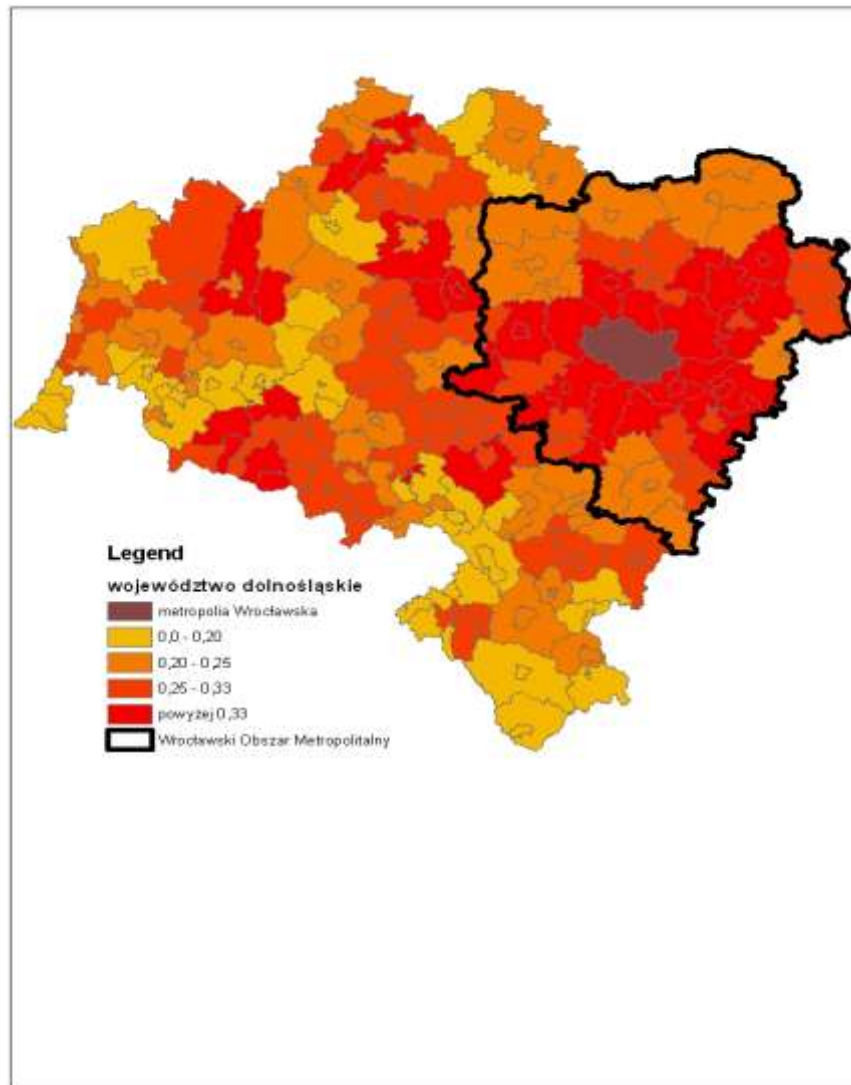 Legend
województwo dolnośląskie
metropolia Wrocławska
0,0 - 0,20
0,20 - 0,25
0,25 - 0,33
powyżej 0,33
Wrocławski Obszar Metropolitalny